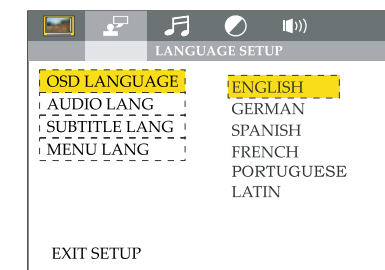 LANGUAGE SETUP
OSD LANGUAGE
AUDIO LANG
SUBTITLE LANG
MENU LANG
ENGLISH
GERMAN
SPANISH
FRENCH
PORTUGUESE
LATIN
EXIT SETUP